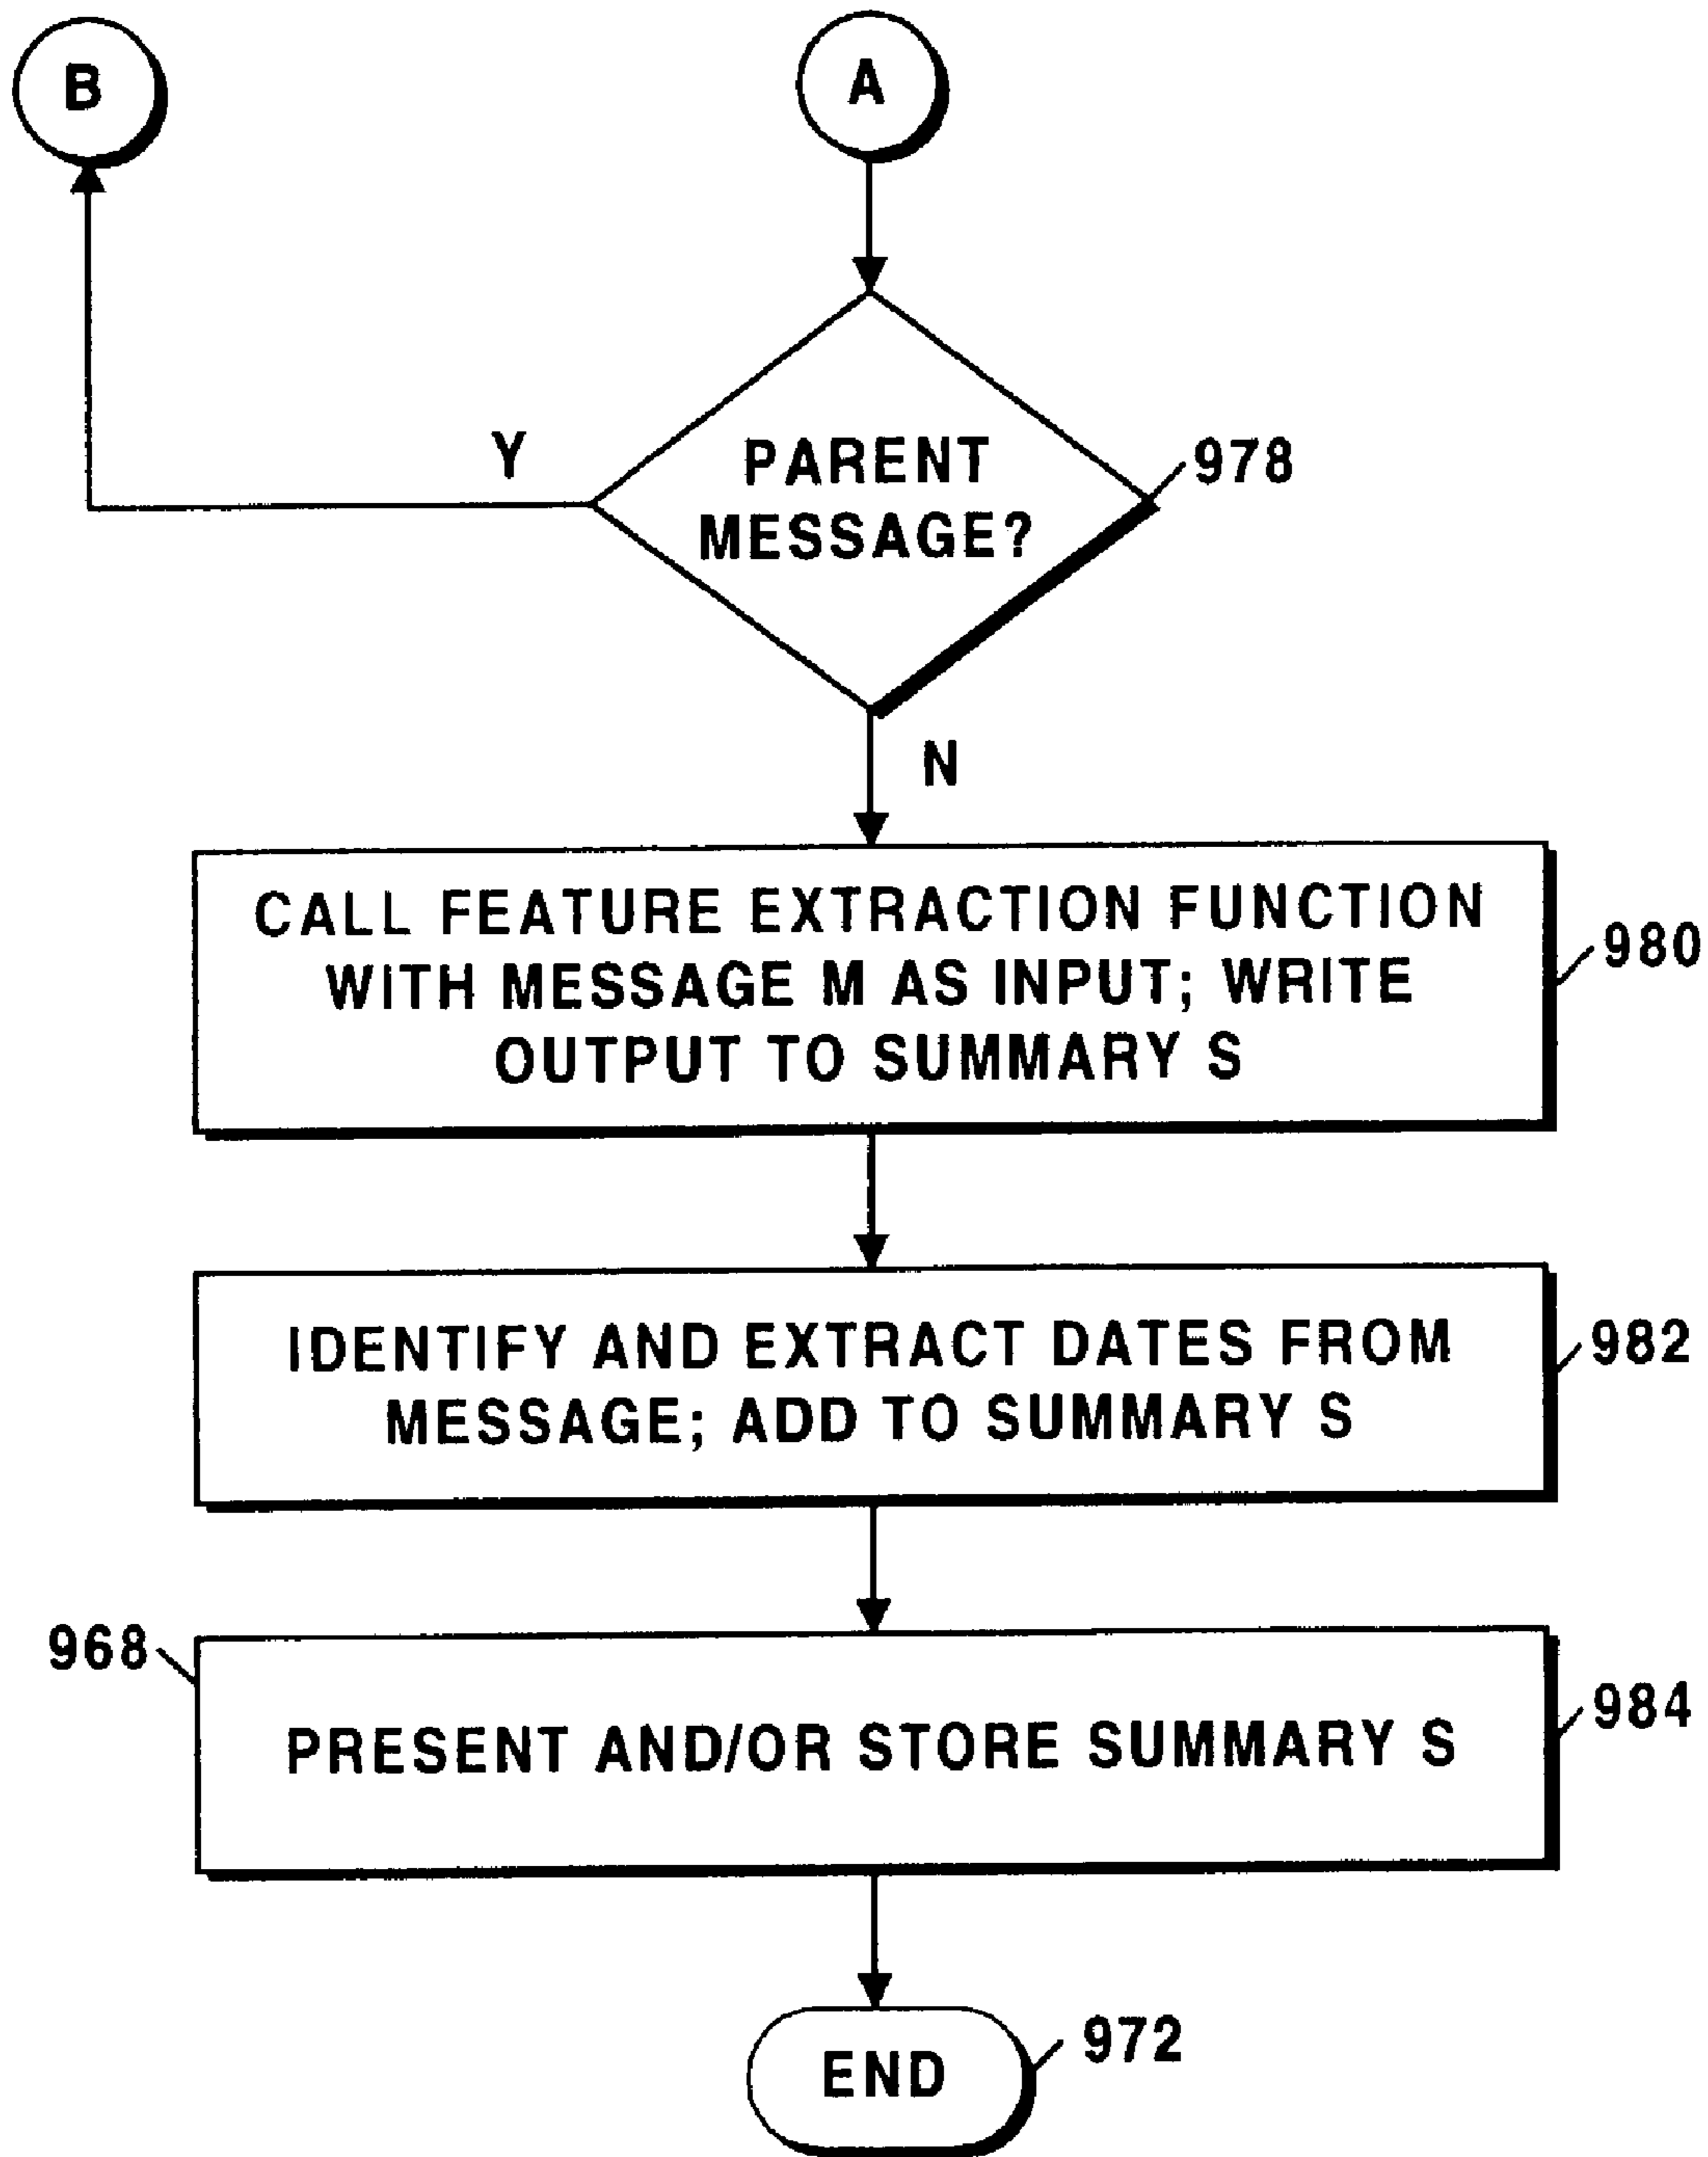 B
A
Y
PARENT
MESSAGE?
978
N
CALL FEATURE EXTRACTION FUNCTION
WITH MESSAGE M AS INPUT; WRITE
OUTPUT TO SUMMARY S
980
IDENTIFY AND EXTRACT DATES FROM
MESSAGE; ADD TO SUMMARY S
982
968
PRESENT AND/OR STORE SUMMARY S
984
END
972